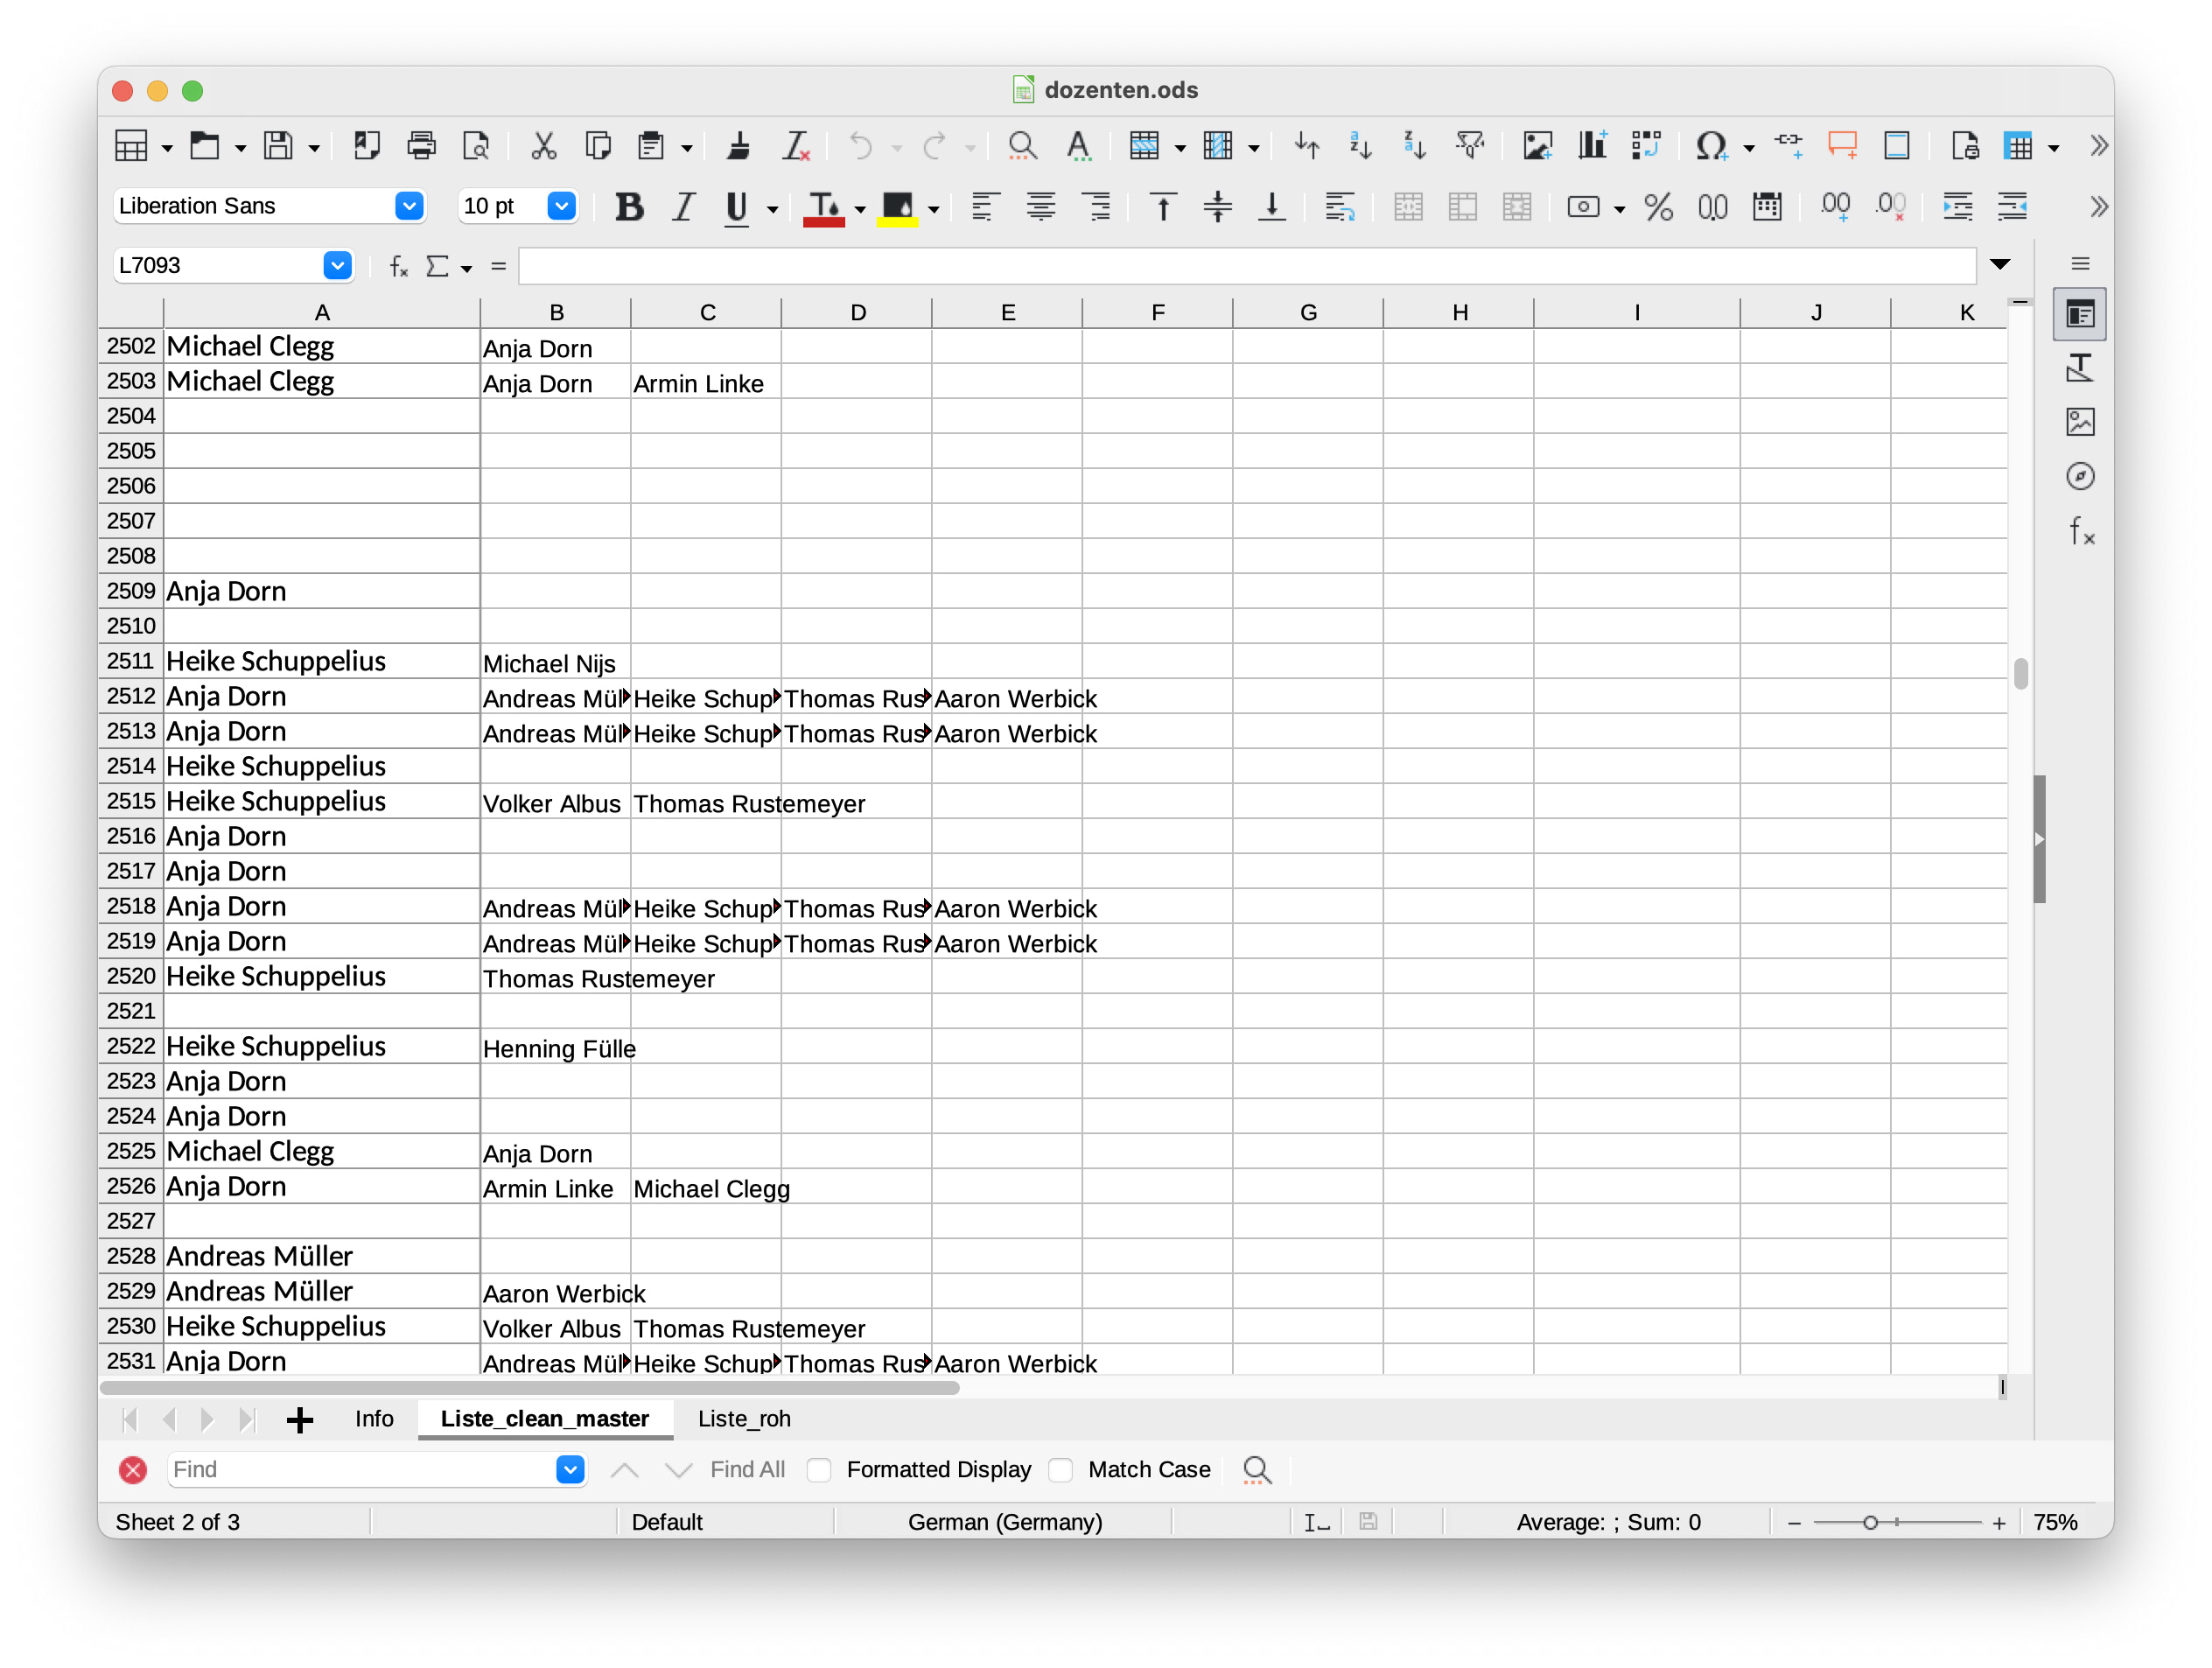 dozenten.ods
Liberation Sans 10 pt
L7093
A B C D E F G H I J K
2502 Michael Clegg Anja Dorn
2503 Michael Clegg Anja Dorn Armin Linke
2504
2505
2506
2507
2508
2509 Anja Dorn
2510
2511 Heike Schuppelius Michael Nijs
2512 Anja Dorn Andreas Mül Heike Schup Thomas Rus Aaron Werbick
2513 Anja Dorn Andreas Mül Heike Schup Thomas Rus Aaron Werbick
2514 Heike Schuppelius
2515 Heike Schuppelius Volker Albus Thomas Rustemeyer
2516 Anja Dorn
2517 Anja Dorn
2518 Anja Dorn Andreas Mül Heike Schup Thomas Rus Aaron Werbick
2519 Anja Dorn Andreas Mül Heike Schup Thomas Rus Aaron Werbick
2520 Heike Schuppelius Thomas Rustemeyer
2521
2522 Heike Schuppelius Henning Fülle
2523 Anja Dorn
2524 Anja Dorn
2525 Michael Clegg Anja Dorn
2526 Anja Dorn Armin Linke Michael Clegg
2527
2528 Andreas Müller
2529 Andreas Müller Aaron Werbick
2530 Heike Schuppelius Volker Albus Thomas Rustemeyer
2531 Anja Dorn Andreas Mül Heike Schup Thomas Rus Aaron Werbick
Info Liste_clean_master Liste_roh
Find Find All Formatted Display Match Case
Sheet 2 of 3 Default German (Germany) Average: ; Sum: 0 75%